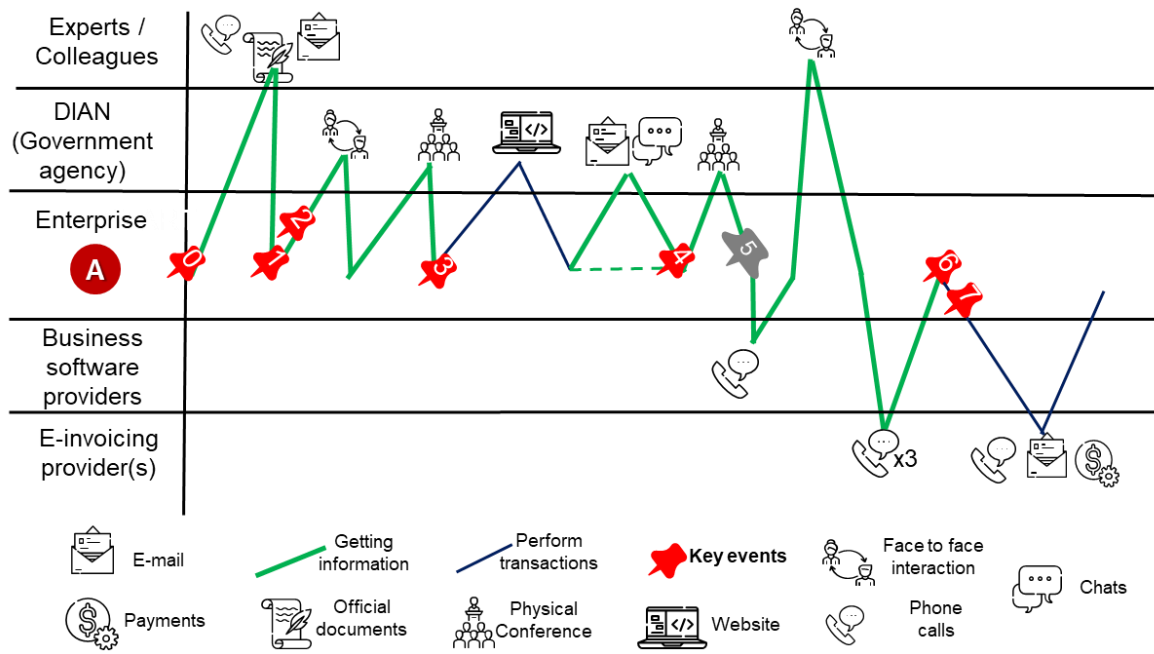 Experts /
Colleagues
DIAN
(Government
agency)
Enterprise
A
Business
software
providers
E-invoicing
provider(s)
0
1
2
3
4
5
6
7
x3
E-mail
Getting
information
Perform
transactions
Key events
Face to face
interaction
Chats
Payments
Official
documents
Physical
Conference
Website
Phone
calls